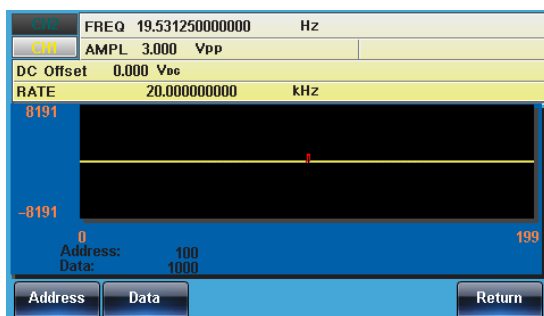 CH2 FREQ 19.531250000000 Hz
CH1 AMPL 3.000 Vpp
DC Offset 0.000 VDC
RATE 20.000000000 kHz
8191
-8191
0 199
Address: 100
Data: 1000
Address Data Return